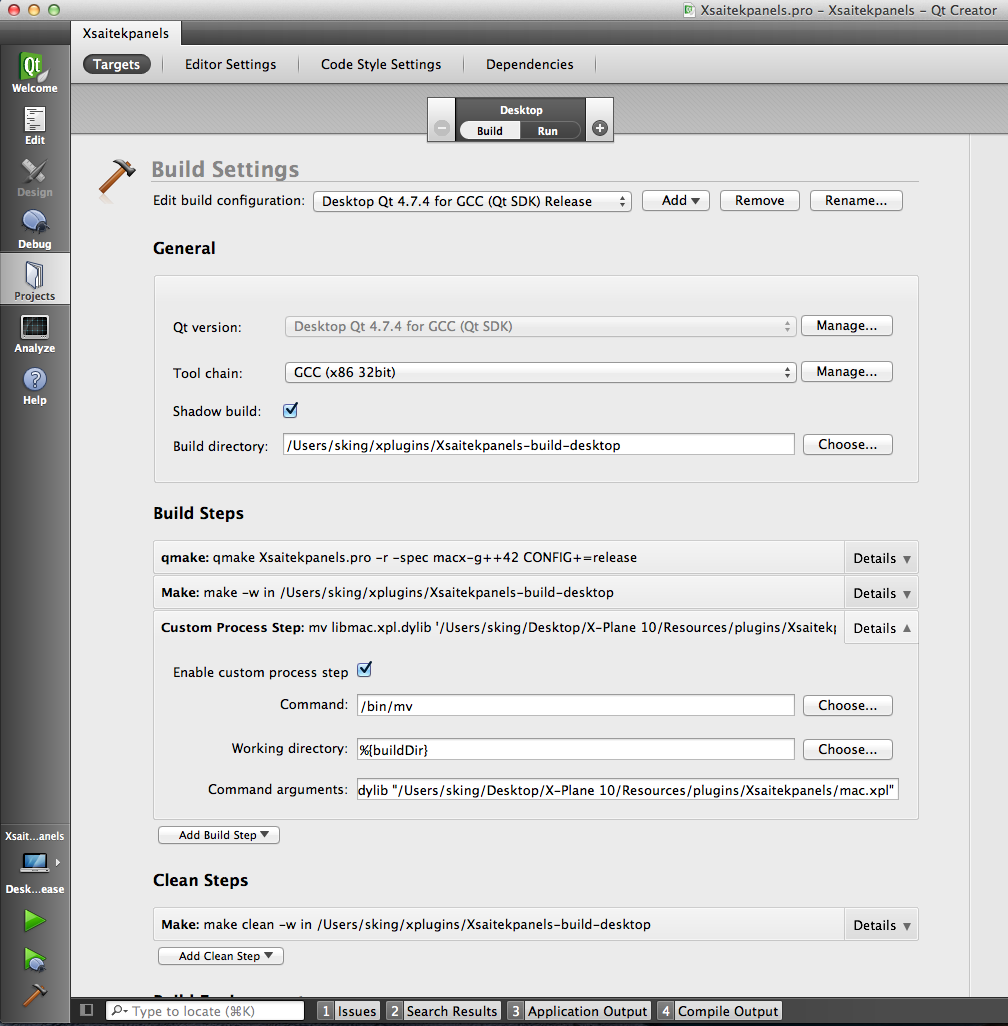 Xsaitekpanels.pro – Xsaitekpanels – Qt Creator
Xsaitekpanels
Targets
Editor Settings
Code Style Settings
Dependencies
Qt
Welcome
Edit
Design
Debug
Projects
Analyze
Help
Desktop
Build
Run
Build Settings
Edit build configuration:
Desktop Qt 4.7.4 for GCC (Qt SDK) Release
Add
Remove
Rename...
General
Qt version:
Desktop Qt 4.7.4 for GCC (Qt SDK)
Manage...
Tool chain:
GCC (x86 32bit)
Manage...
Shadow build:
Build directory:
/Users/sking/xplugins/Xsaitekpanels-build-desktop
Choose...
Build Steps
qmake: qmake Xsaitekpanels.pro -r -spec macx-g++42 CONFIG+=release
Details
Make: make -w in /Users/sking/xplugins/Xsaitekpanels-build-desktop
Details
Custom Process Step: mv libmac.xpl.dylib '/Users/sking/Desktop/X-Plane 10/Resources/plugins/Xsaitekp
Details
Enable custom process step
Command:
/bin/mv
Choose...
Working directory:
%{buildDir}
Choose...
Command arguments:
dylib "/Users/sking/Desktop/X-Plane 10/Resources/plugins/Xsaitekpanels/mac.xpl"
Add Build Step
Clean Steps
Make: make clean -w in /Users/sking/xplugins/Xsaitekpanels-build-desktop
Details
Add Clean Step
Xsait...anels
Desk...ease
Type to locate (⌘K)
1 Issues
2 Search Results
3 Application Output
4 Compile Output